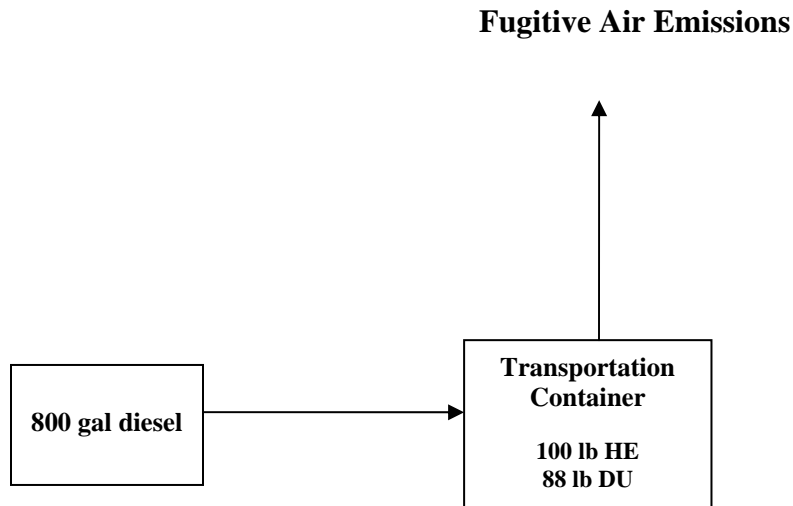 Fugitive Air Emissions
800 gal diesel
Transportation
Container
100 lb HE
88 lb DU